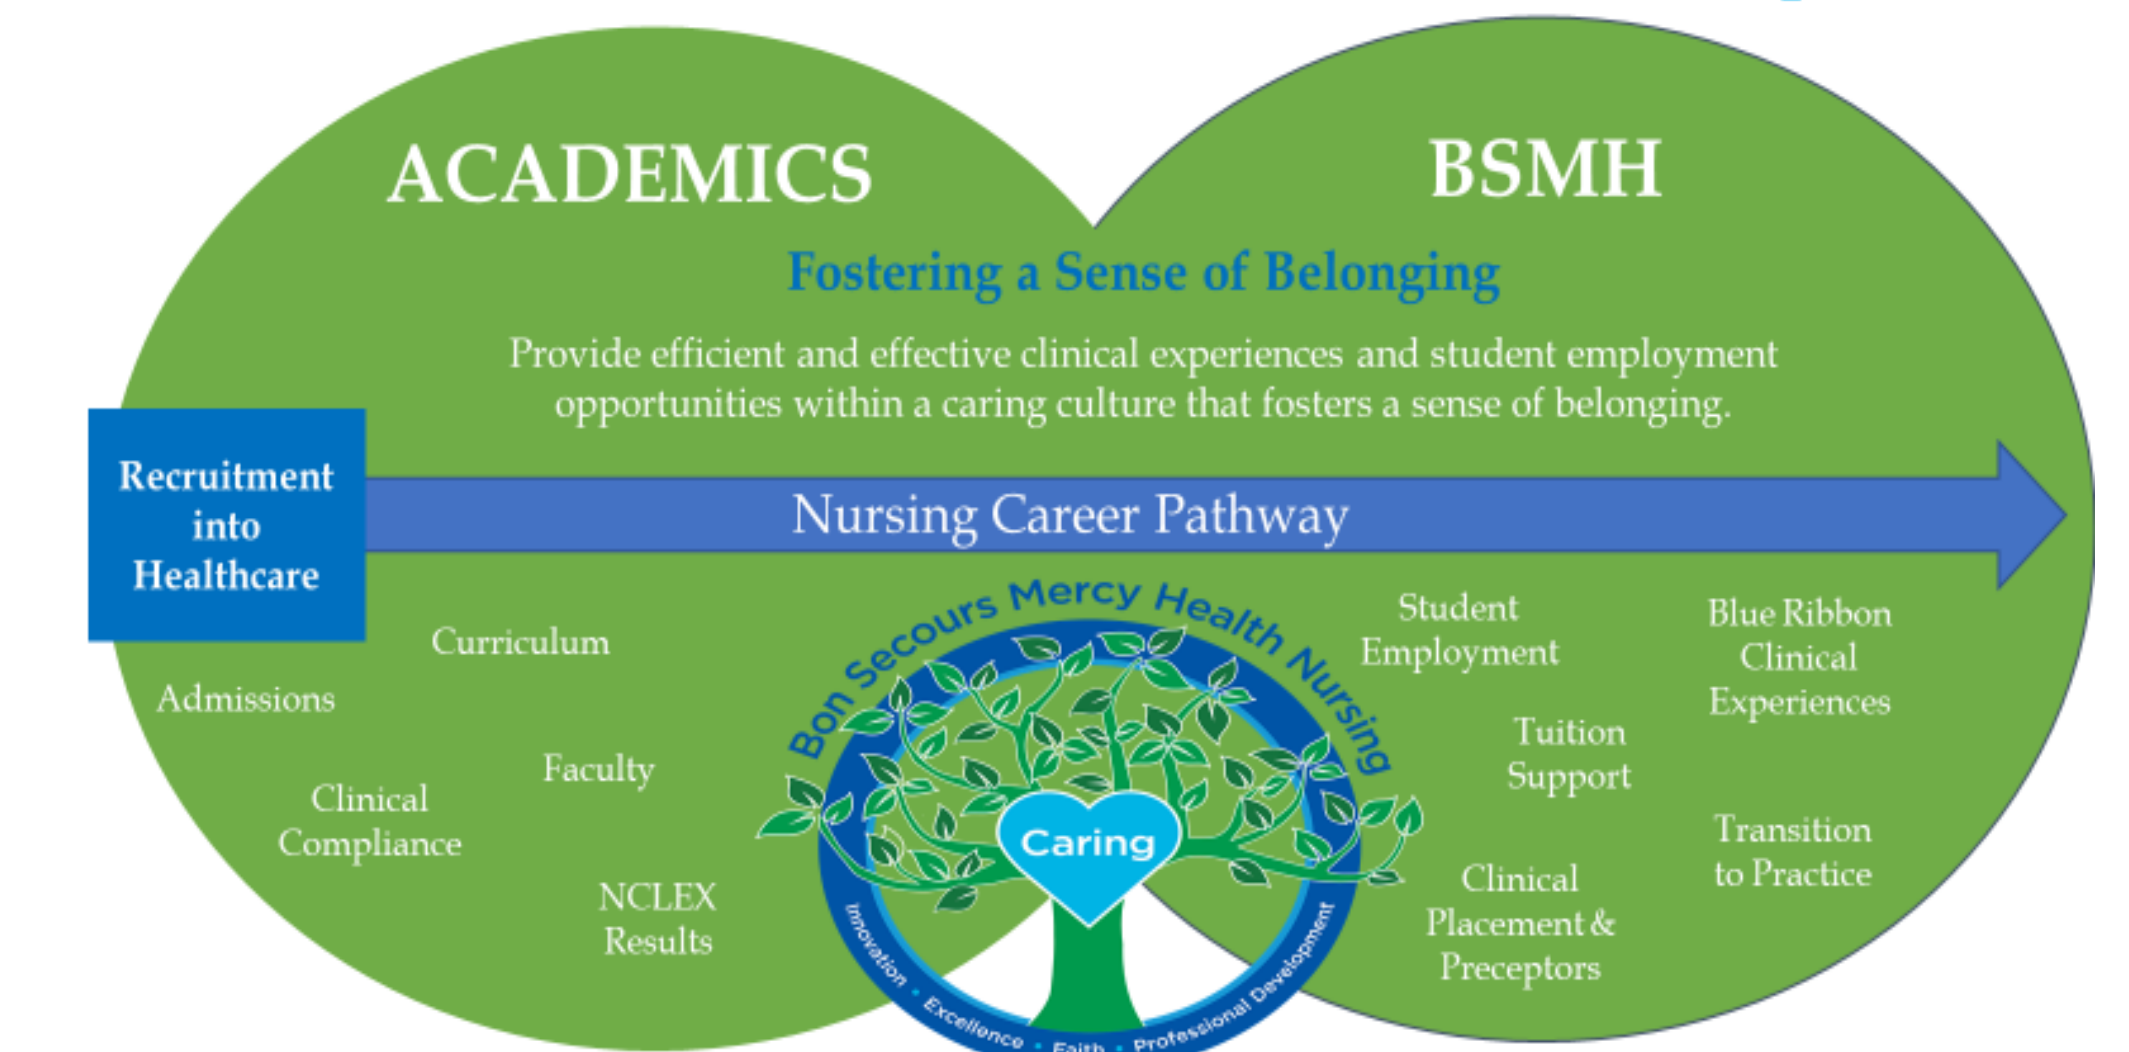 ACADEMICS
BSMH
Fostering a Sense of Belonging
Provide efficient and effective clinical experiences and student employment
opportunities within a caring culture that fosters a sense of belonging.
Recruitment
into
Healthcare
Nursing Career Pathway
Curriculum
Admissions
Faculty
Clinical
Compliance
NCLEX
Results
Bon Secours Mercy Health Nursing
Caring
Innovation • Excellence • Faith • Professional Development
Student
Employment
Blue Ribbon
Clinical
Experiences
Tuition
Support
Transition
to Practice
Clinical
Placement &
Preceptors